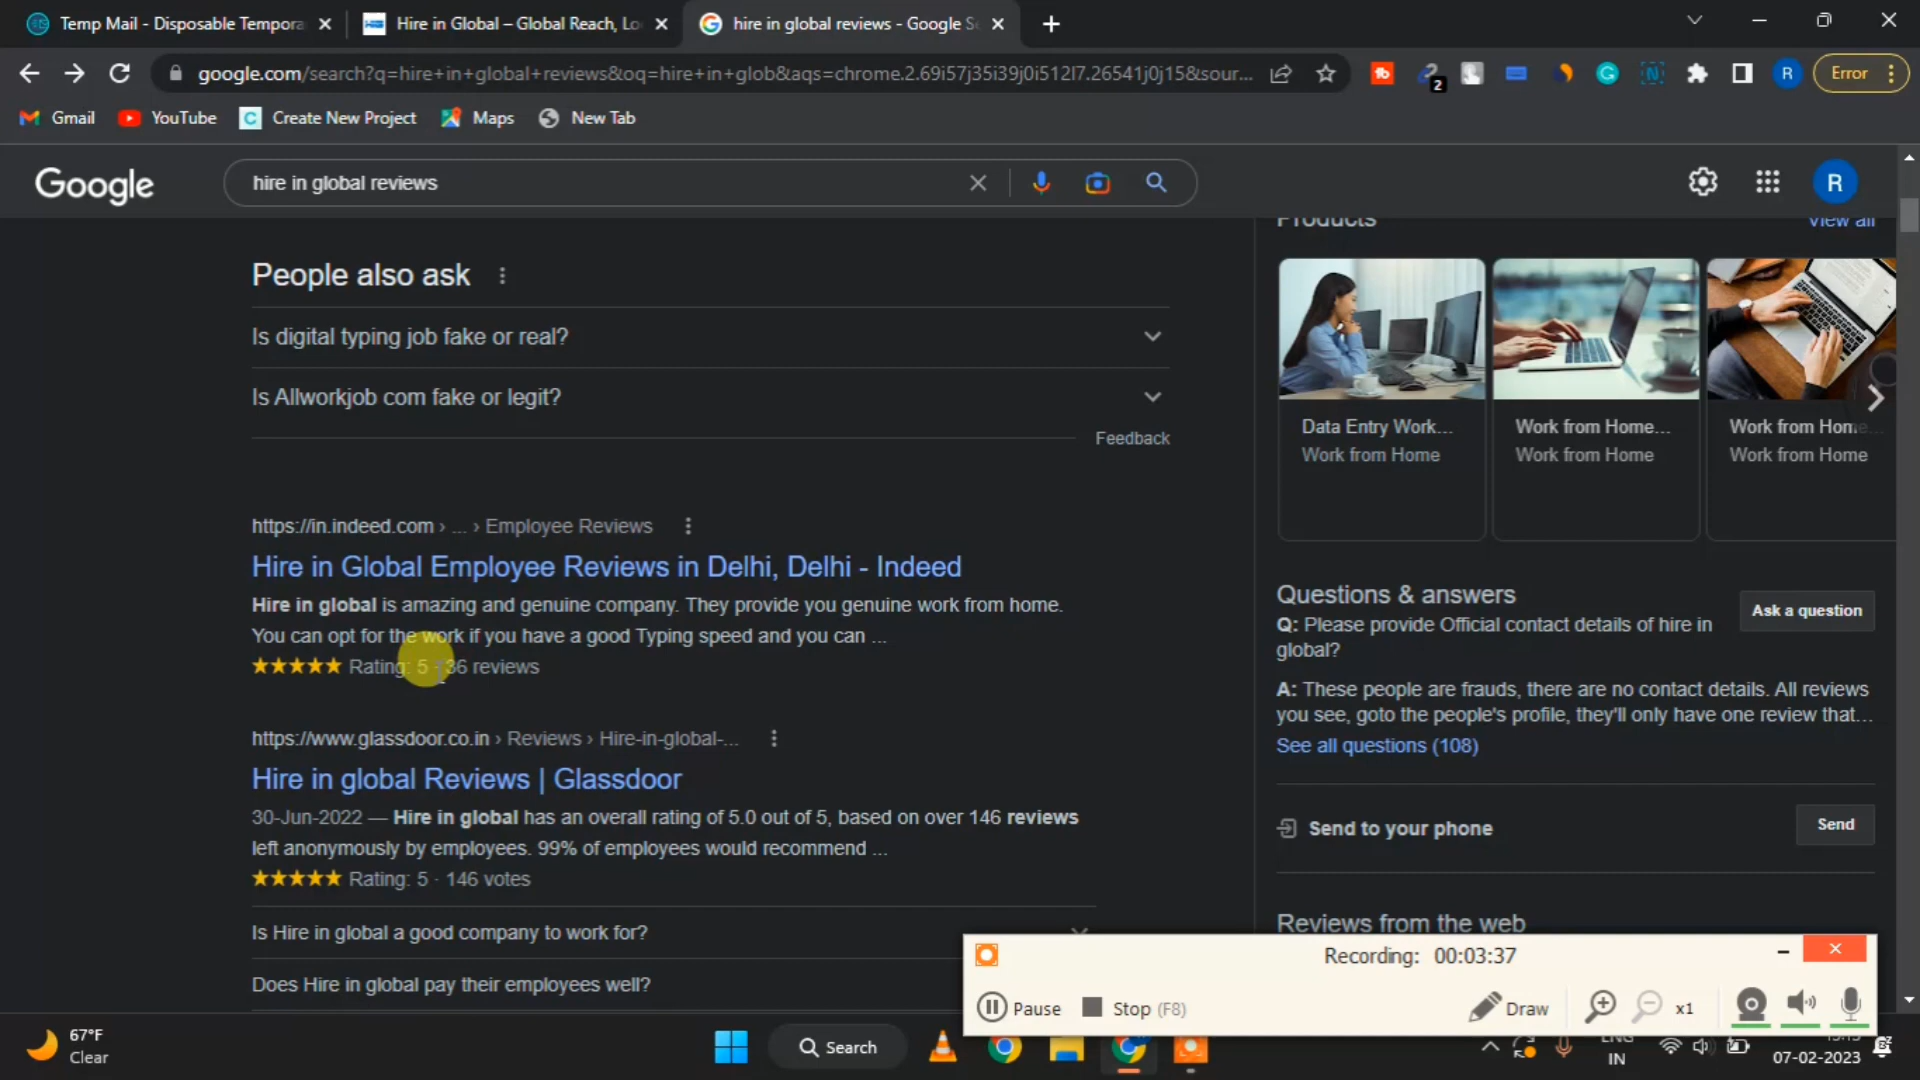 Temp Mail - Disposable Tempora
Hire in Global – Global Reach, Lo
hire in global reviews - Google S
google.com/search?q=hire+in+global+reviews&oq=hire+in+glob&aqs=chrome.2.69i57j35i39j0i512l7.26541j0j15&sour...
2
R
Error
Gmail
YouTube
Create New Project
Maps
New Tab
Google
hire in global reviews
R
People also ask
Is digital typing job fake or real?
Is Allworkjob com fake or legit?
Feedback
https://in.indeed.com › ... › Employee Reviews
Hire in Global Employee Reviews in Delhi, Delhi - Indeed
Hire in global is amazing and genuine company. They provide you genuine work from home.
You can opt for the work if you have a good Typing speed and you can ...
Rating: 5 · 136 reviews
https://www.glassdoor.co.in › Reviews › Hire-in-global-...
Hire in global Reviews | Glassdoor
30-Jun-2022 — Hire in global has an overall rating of 5.0 out of 5, based on over 146 reviews
left anonymously by employees. 99% of employees would recommend ...
Rating: 5 · 146 votes
Is Hire in global a good company to work for?
Does Hire in global pay their employees well?
Products
View all
Data Entry Work...
Work from Home
Work from Home...
Work from Home
Work from Hom...
Work from Home
Questions & answers
Ask a question
Q: Please provide Official contact details of hire in
global?
A: These people are frauds, there are no contact details. All reviews
you see, goto the people's profile, they'll only have one review that...
See all questions (108)
Send to your phone
Send
Reviews from the web
Recording: 00:03:37
Pause
Stop (F8)
Draw
x1
67°F
Clear
Search
ENG
IN
07-02-2023